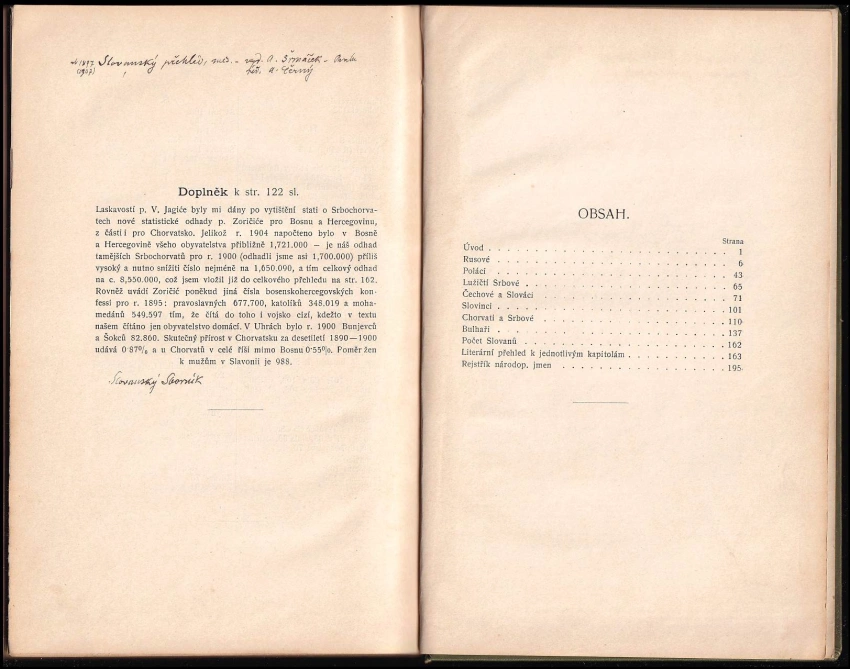 od 1897 Slovanský přehled, med. – red. A. Šrmáček – Praha
(1907) bér. A. Černý
Doplněk k str. 122 sl.
Laskavostí p. V. Jagiće byly mi dány po vytištění stati o Srbochorva-
tech nové statistické odhady p. Zoričiće pro Bosnu a Hercegovinu,
z části i pro Chorvatsko. Jelikož r. 1904 napočteno bylo v Bosně
a Hercegovině všeho obyvatelstva přibližně 1,721.000 — je náš odhad
tamějších Srbochorvatů pro r. 1900 (odhadli jsme asi 1,700.000) příliš
vysoký a nutno snížiti číslo nejméně na 1,650.090, a tím celkový odhad
na c. 8,550.000, což jsem vložil již do celkového přehledu na str. 162.
Rovněž uvádí Zoričić poněkud jiná čísla bosenskohercegovských kon-
fessi pro r. 1895: pravoslavných 677.700, katolíků 348.019 a moha-
medánů 549.597 tím, že čítá do toho i vojsko cizí, kdežto v textu
našem čítáno jen obyvatelstvo domácí. V Uhrách bylo r. 1900 Bunjevců
a Šokců 82.860. Skutečný přírost v Chorvatsku za desetiletí 1890—1900
udává 0·87% a u Chorvatů v celé říši mimo Bosnu 0·55%. Poměr žen
k mužům v Slavonii je 988.
Slovanský Sborník
OBSAH.
Strana
Úvod . . . . . . . . . . . . . . . . . . . . 1
Rusové . . . . . . . . . . . . . . . . . . . . 6
Poláci . . . . . . . . . . . . . . . . . . . . 43
Lužičtí Srbové . . . . . . . . . . . . . . . . . 65
Čechové a Slováci . . . . . . . . . . . . . . . . 71
Slovinci . . . . . . . . . . . . . . . . . . . 101
Chorvati a Srbové . . . . . . . . . . . . . . . 110
Bulhaři . . . . . . . . . . . . . . . . . . . 137
Počet Slovanů . . . . . . . . . . . . . . . . . 162
Literární přehled k jednotlivým kapitolám . . . . . . . . 163
Rejstřík národop. jmen . . . . . . . . . . . . . . 195